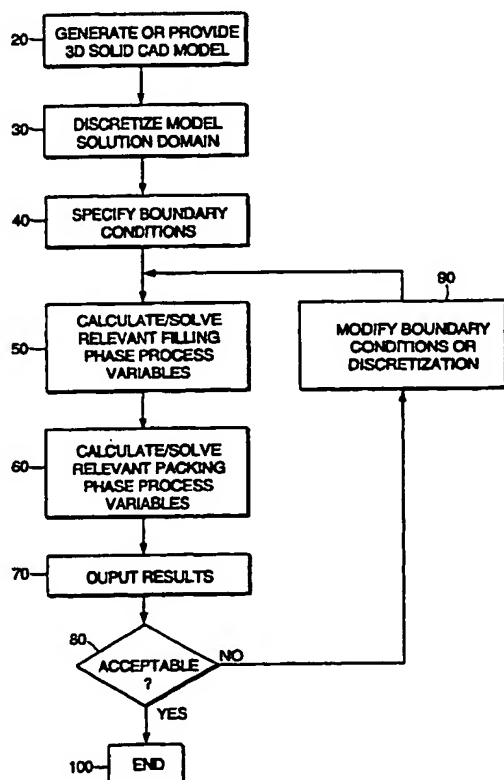 20
GENERATE OR PROVIDE
3D SOLID CAD MODEL
30
DISCRETIZE MODEL
SOLUTION DOMAIN
40
SPECIFY BOUNDARY
CONDITIONS
90
MODIFY BOUNDARY
CONDITIONS OR
DISCRETIZATION
50
CALCULATE/SOLVE
RELEVANT FILLING
PHASE PROCESS
VARIABLES
60
CALCULATE/SOLVE
RELEVANT PACKING
PHASE PROCESS
VARIABLES
70
OUPUT RESULTS
80
ACCEPTABLE
?
NO
YES
100
END